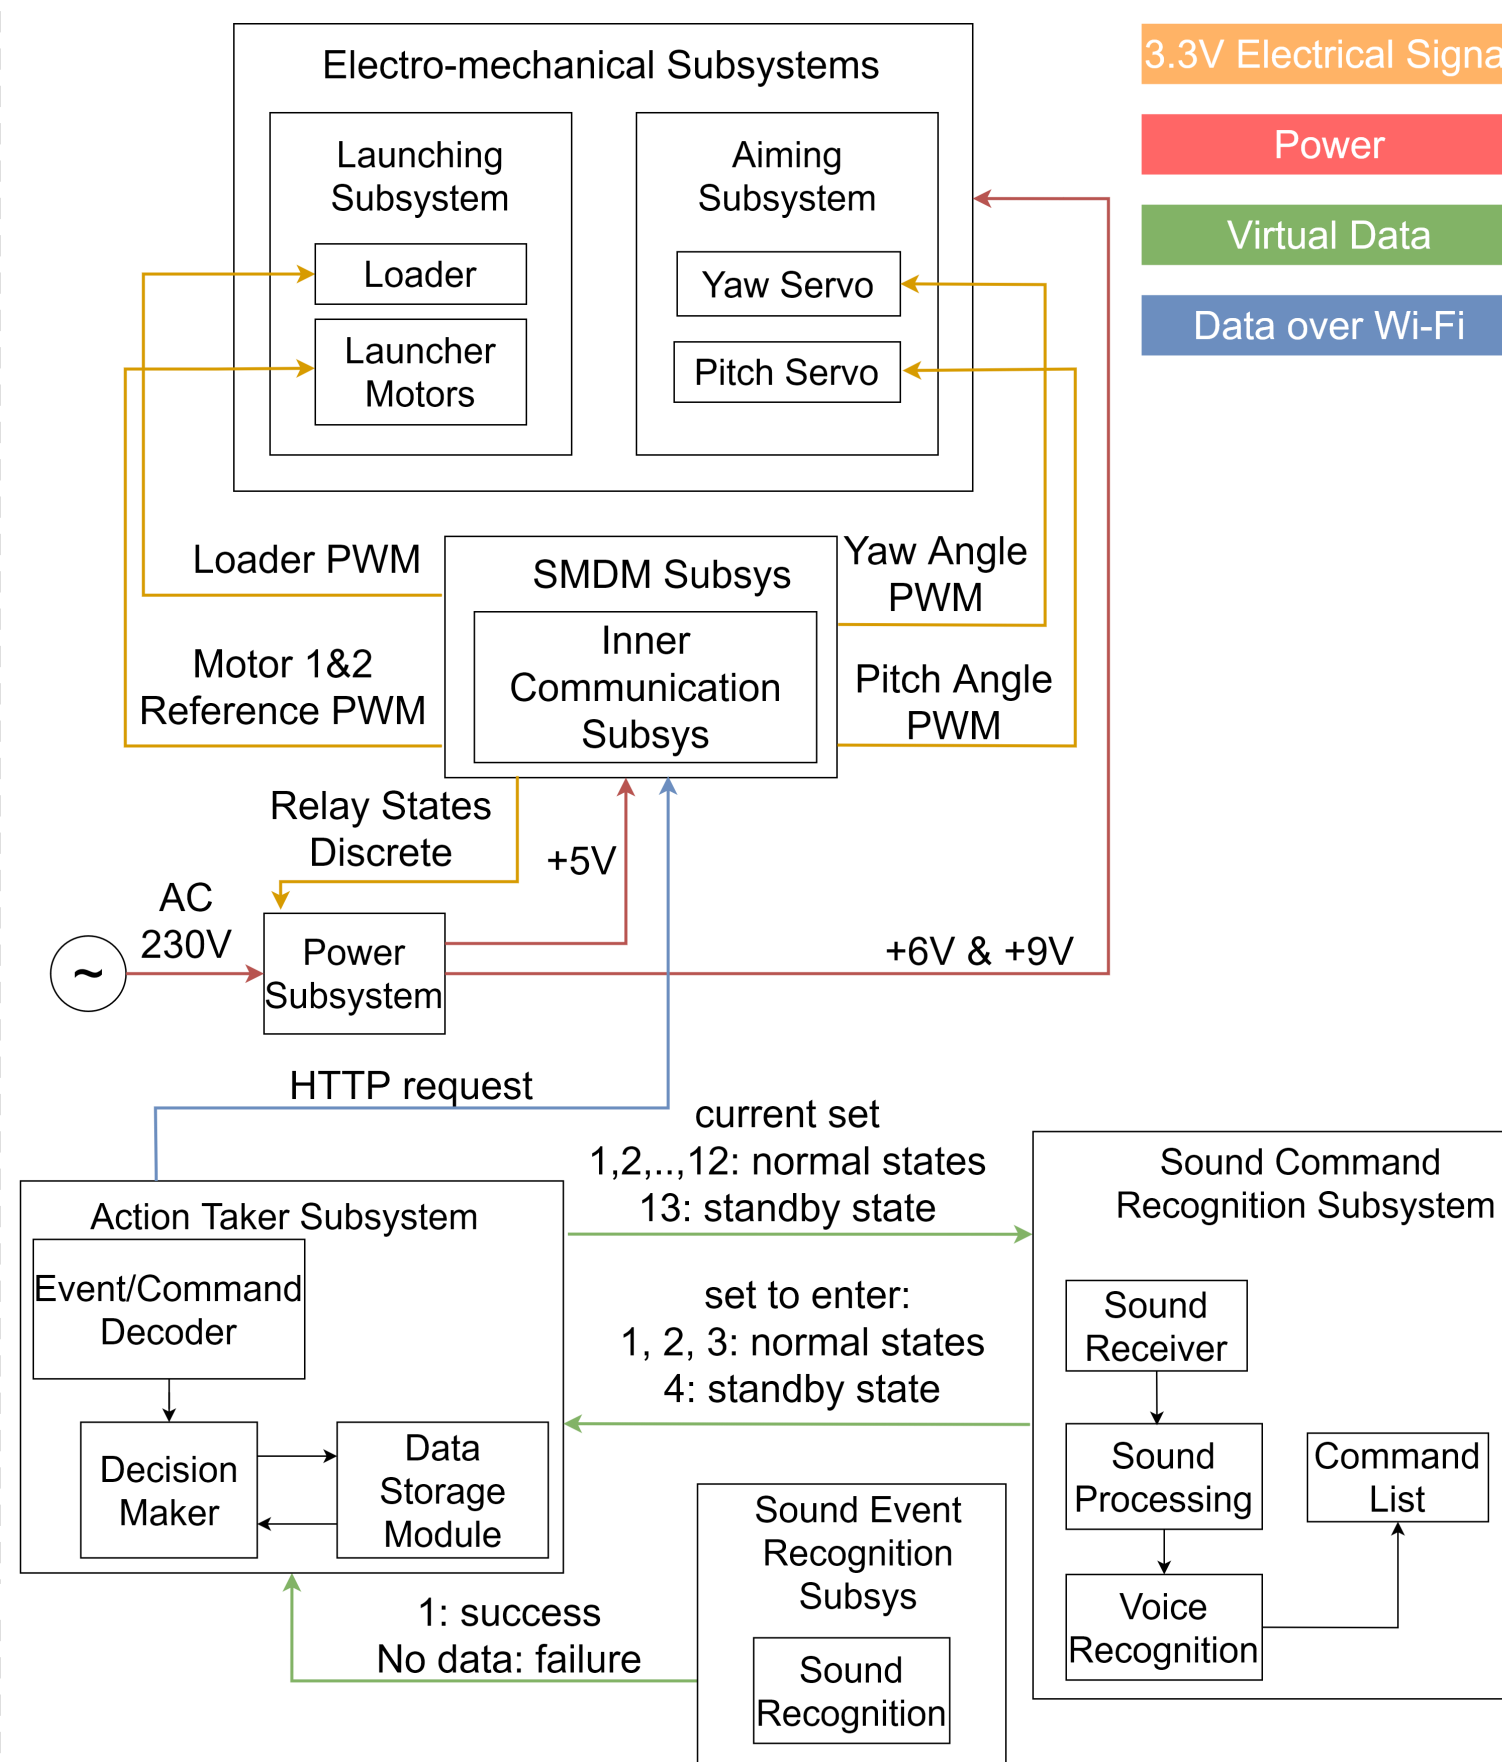 Electro-mechanical Subsystems
Launching
Subsystem
Loader
Launcher
Motors
Aiming
Subsystem
Yaw Servo
Pitch Servo
3.3V Electrical Signa
Power
Virtual Data
Data over Wi-Fi
Loader PWM
Motor 1&2
Reference PWM
SMDM Subsys
Inner
Communication
Subsys
Yaw Angle
PWM
Pitch Angle
PWM
Relay States
Discrete
+5V
AC
230V
~
Power
Subsystem
+6V & +9V
HTTP request
current set
1,2,..,12: normal states
13: standby state
Action Taker Subsystem
Event/Command
Decoder
Decision
Maker
Data
Storage
Module
set to enter:
1, 2, 3: normal states
4: standby state
Sound Command
Recognition Subsystem
Sound
Receiver
Sound
Processing
Command
List
Voice
Recognition
Sound Event
Recognition
Subsys
Sound
Recognition
1: success
No data: failure